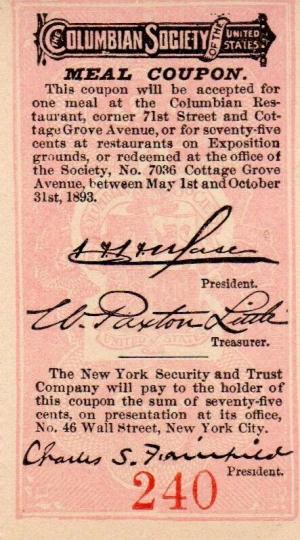 THE COLUMBIAN SOCIETY OF THE UNITED STATES
MEAL COUPON.
This coupon will be accepted for
one meal at the Columbian Res-
taurant, corner 71st Street and Cot-
tage Grove Avenue, or for seventy-five
cents at restaurants on Exposition
grounds, or redeemed at the office of
the Society, No. 7036 Cottage Grove
Avenue, between May 1st and October
31st, 1893.
President.
W. Paxton Little
Treasurer.
The New York Security and Trust
Company will pay to the holder of
this coupon the sum of seventy-five
cents, on presentation at its office,
No. 46 Wall Street, New York City.
Charles S. Fairchild
President.
240